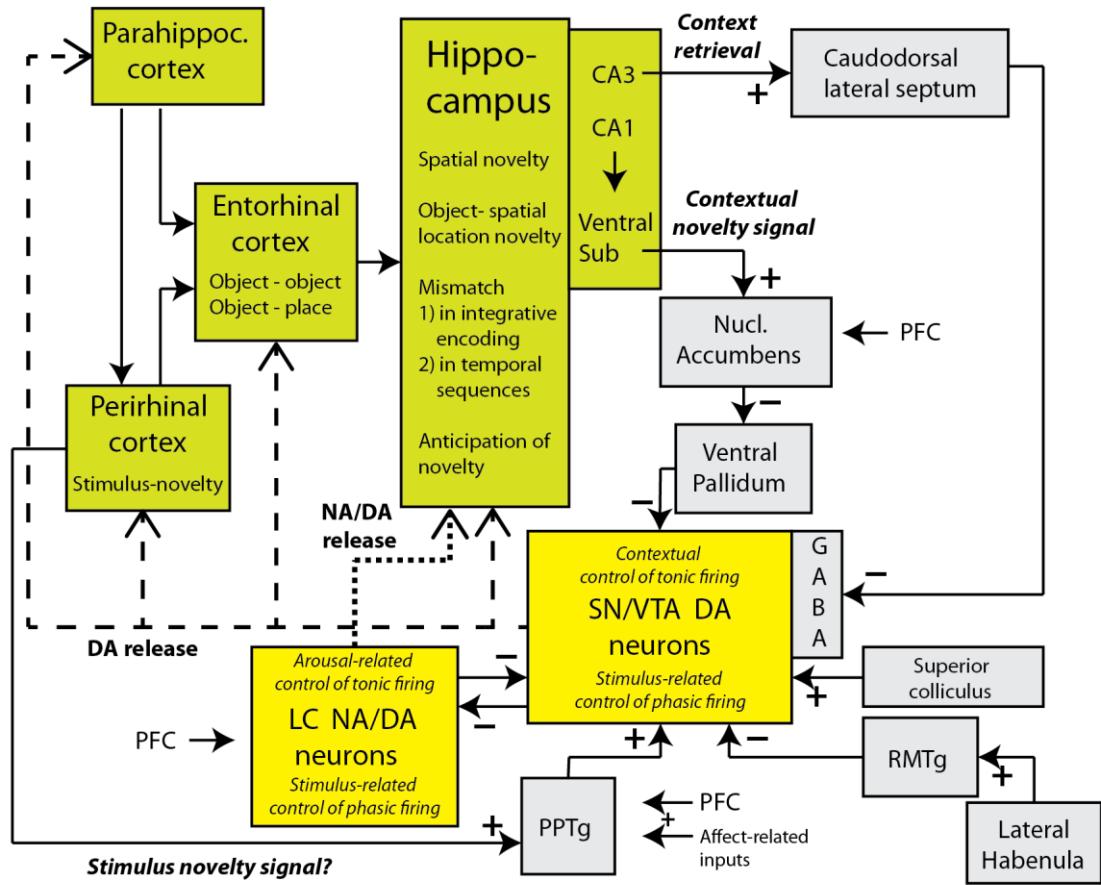 Parahippoc.
cortex
Entorhinal
cortex
Object - object
Object - place
Perirhinal
cortex
Stimulus-novelty
Hippo-
campus
Spatial novelty
Object- spatial
location novelty
Mismatch
1) in integrative
encoding
2) in temporal
sequences
Anticipation of
novelty
CA3
CA1
Ventral
Sub
Context
retrieval
+
Caudodorsal
lateral septum
Contextual
novelty signal
+
Nucl.
Accumbens
PFC
−
Ventral
Pallidum
−
NA/DA
release
DA release
Contextual
control of tonic firing
SN/VTA DA
neurons
Stimulus-related
control of phasic firing
G
A
B
A
−
Superior
colliculus
+
Arousal-related
control of tonic firing
LC NA/DA
neurons
Stimulus-related
control of phasic firing
−
−
PFC
+
−
RMTg
+
Lateral
Habenula
PPTg
+
PFC
+
Affect-related
inputs
Stimulus novelty signal?